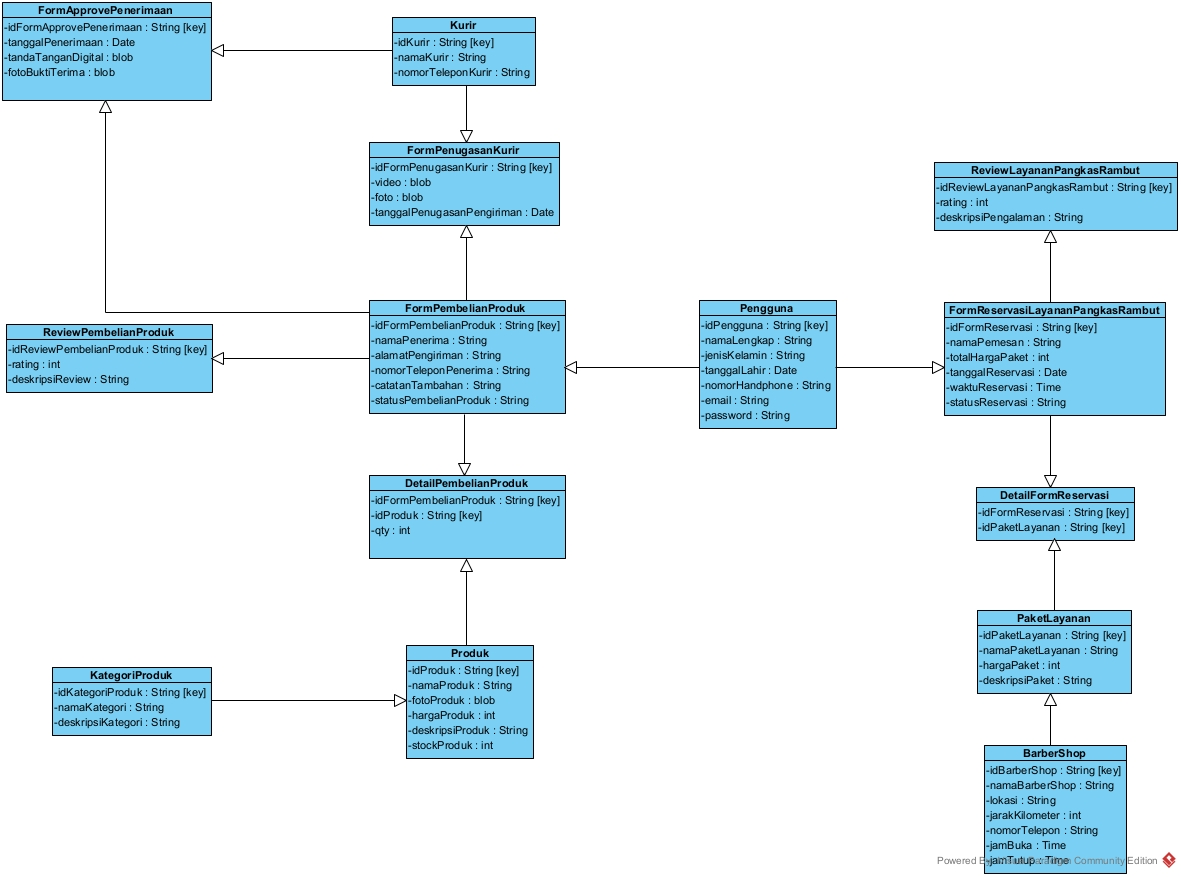 FormApprovePenerimaan
-idFormApprovePenerimaan : String [key]
-tanggalPenerimaan : Date
-tandaTanganDigital : blob
-fotoBuktiTerima : blob
Kurir
-idKurir : String [key]
-namaKurir : String
-nomorTeleponKurir : String
FormPenugasanKurir
-idFormPenugasanKurir : String [key]
-video : blob
-foto : blob
-tanggalPenugasanPengiriman : Date
ReviewLayananPangkasRambut
-idReviewLayananPangkasRambut : String [key]
-rating : int
-deskripsiPengalaman : String
ReviewPembelianProduk
-idReviewPembelianProduk : String [key]
-rating : int
-deskripsiReview : String
FormPembelianProduk
-idFormPembelianProduk : String [key]
-namaPenerima : String
-alamatPengiriman : String
-nomorTeleponPenerima : String
-catatanTambahan : String
-statusPembelianProduk : String
Pengguna
-idPengguna : String [key]
-namaLengkap : String
-jenisKelamin : String
-tanggalLahir : Date
-nomorHandphone : String
-email : String
-password : String
FormReservasiLayananPangkasRambut
-idFormReservasi : String [key]
-namaPemesan : String
-totalHargaPaket : int
-tanggalReservasi : Date
-waktuReservasi : Time
-statusReservasi : String
DetailPembelianProduk
-idFormPembelianProduk : String [key]
-idProduk : String [key]
-qty : int
DetailFormReservasi
-idFormReservasi : String [key]
-idPaketLayanan : String [key]
PaketLayanan
-idPaketLayanan : String [key]
-namaPaketLayanan : String
-hargaPaket : int
-deskripsiPaket : String
KategoriProduk
-idKategoriProduk : String [key]
-namaKategori : String
-deskripsiKategori : String
Produk
-idProduk : String [key]
-namaProduk : String
-fotoProduk : blob
-hargaProduk : int
-deskripsiProduk : String
-stockProduk : int
BarberShop
-idBarberShop : String [key]
-namaBarberShop : String
-lokasi : String
-jarakKilometer : int
-nomorTelepon : String
-jamBuka : Time
-jamTutup : Time
Powered Community Edition